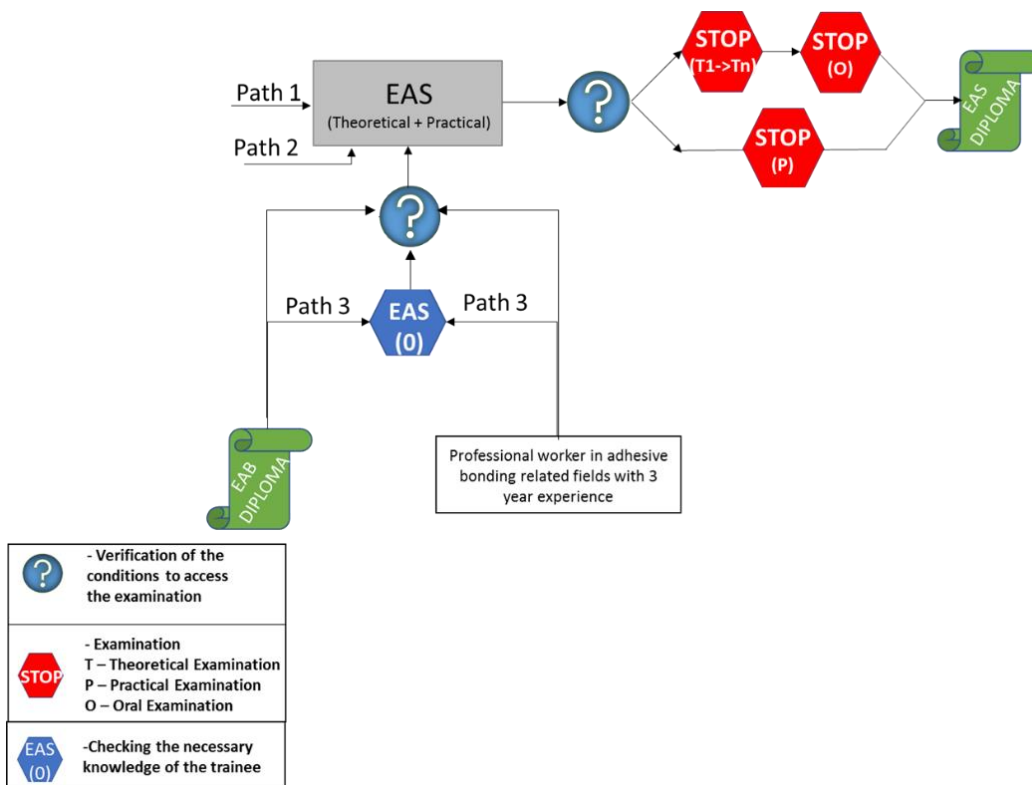 STOP
(T1->Tn)
STOP
(O)
Path 1
EAS
(Theoretical + Practical)
?
EAS
DIPLOMA
Path 2
STOP
(P)
?
Path 3
EAS
(0)
Path 3
EAB
DIPLOMA
Professional worker in adhesive
bonding related fields with 3
year experience
?
- Verification of the
conditions to access
the examination
STOP
- Examination
T – Theoretical Examination
P – Practical Examination
O – Oral Examination
EAS
(0)
-Checking the necessary
knowledge of the trainee